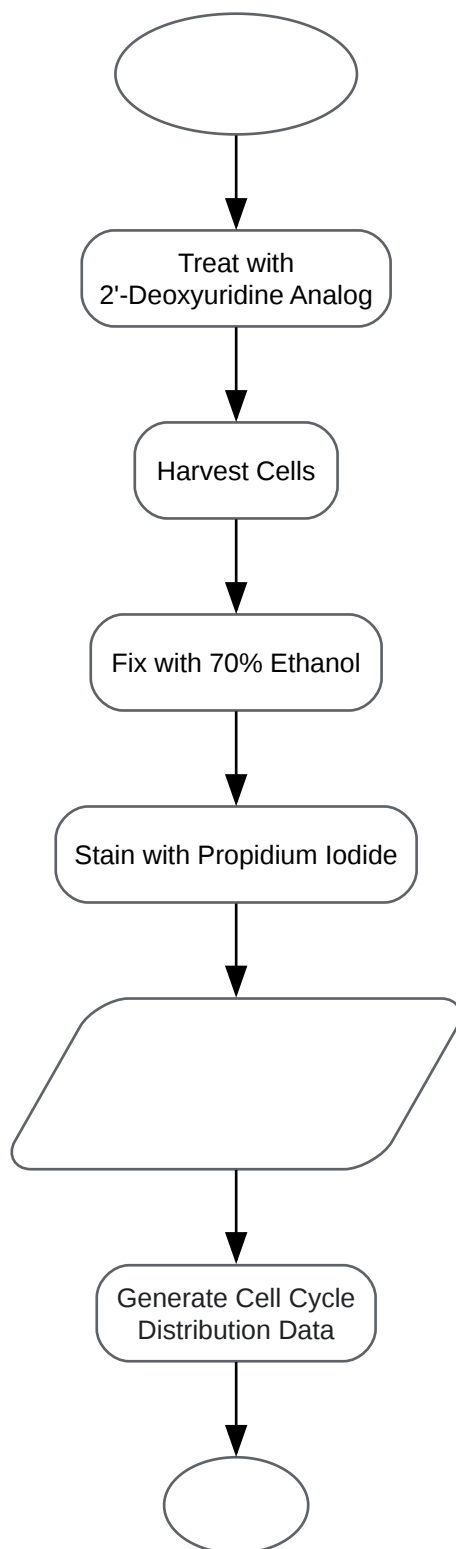 Treat with
2'-Deoxyuridine Analog
Harvest Cells
Fix with 70% Ethanol
Stain with Propidium Iodide
Generate Cell Cycle
Distribution Data